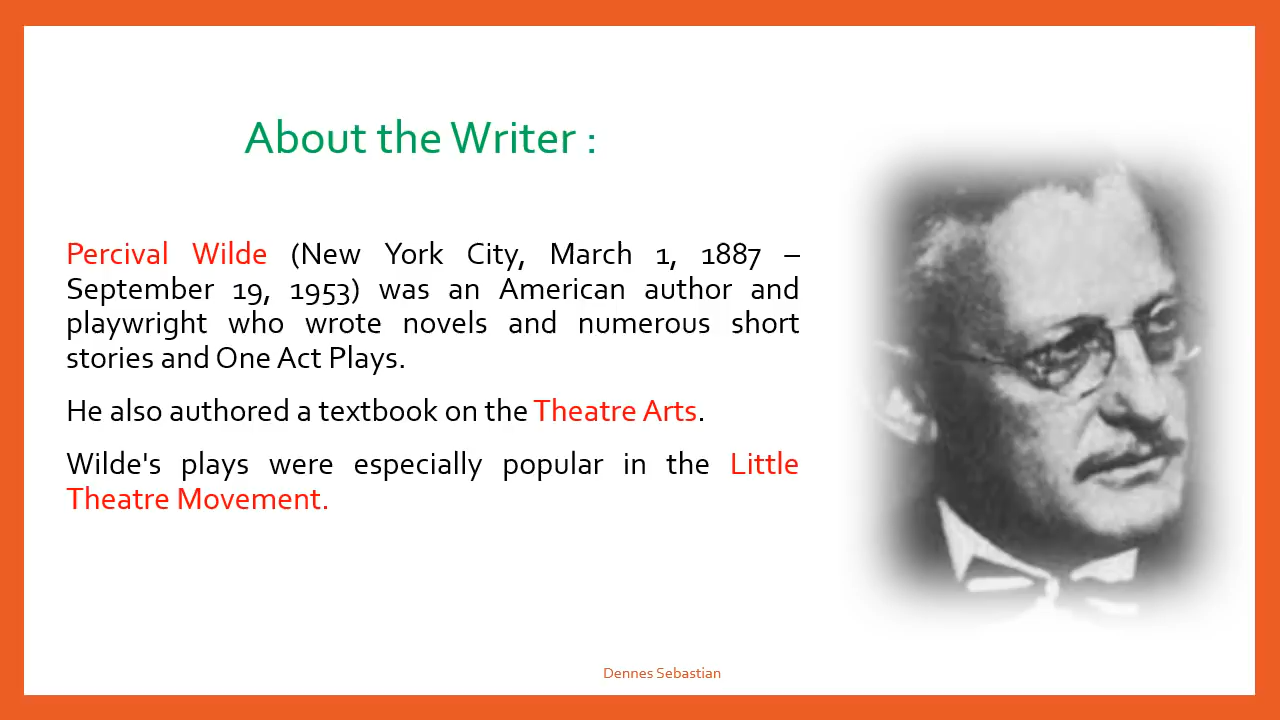 About the Writer :
Percival Wilde (New York City, March 1, 1887 –
September 19, 1953) was an American author and
playwright who wrote novels and numerous short
stories and One Act Plays.
He also authored a textbook on the Theatre Arts.
Wilde's plays were especially popular in the Little
Theatre Movement.
Dennes Sebastian